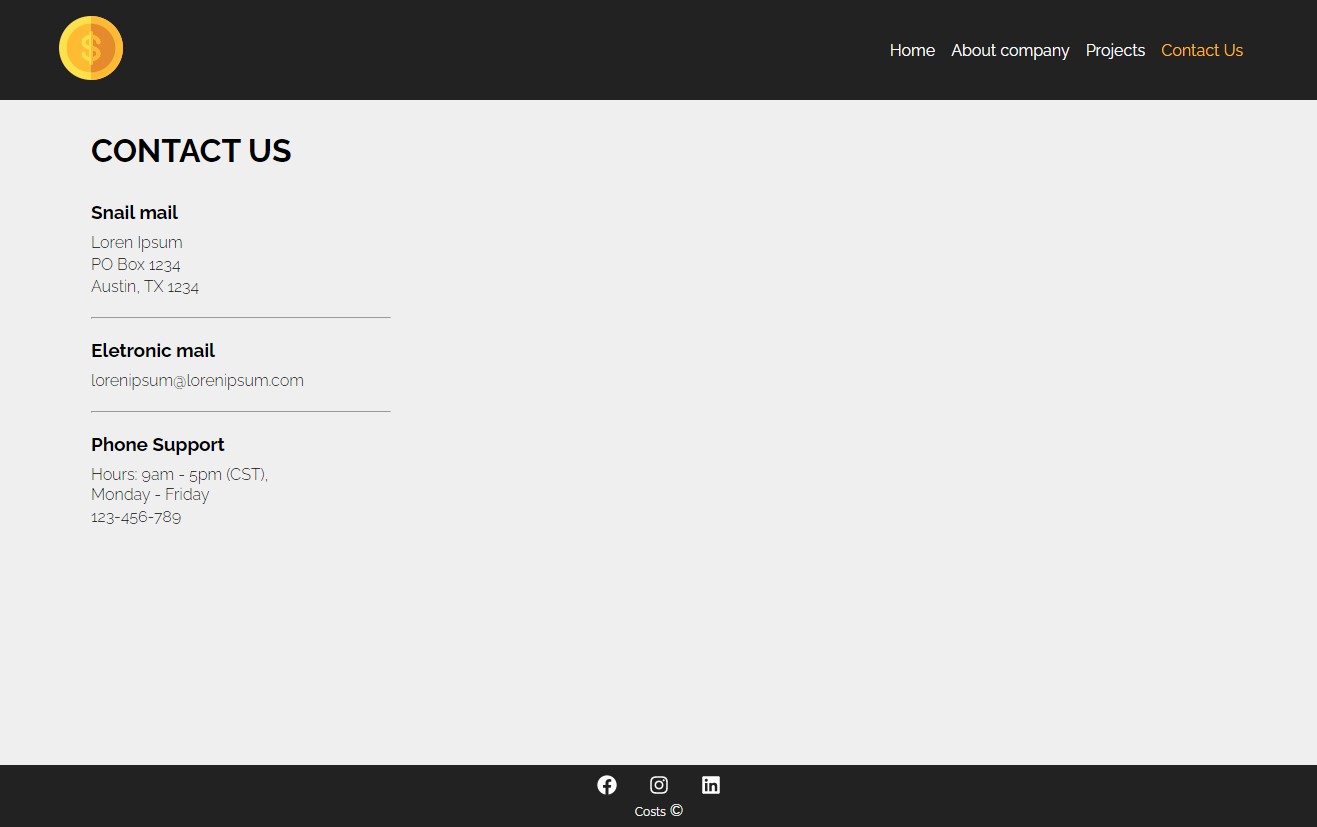 $
Home About company Projects Contact Us
CONTACT US
Snail mail
Loren Ipsum
PO Box 1234
Austin, TX 1234
Eletronic mail
lorenipsum@lorenipsum.com
Phone Support
Hours: 9am - 5pm (CST),
Monday - Friday
123-456-789
Costs ©